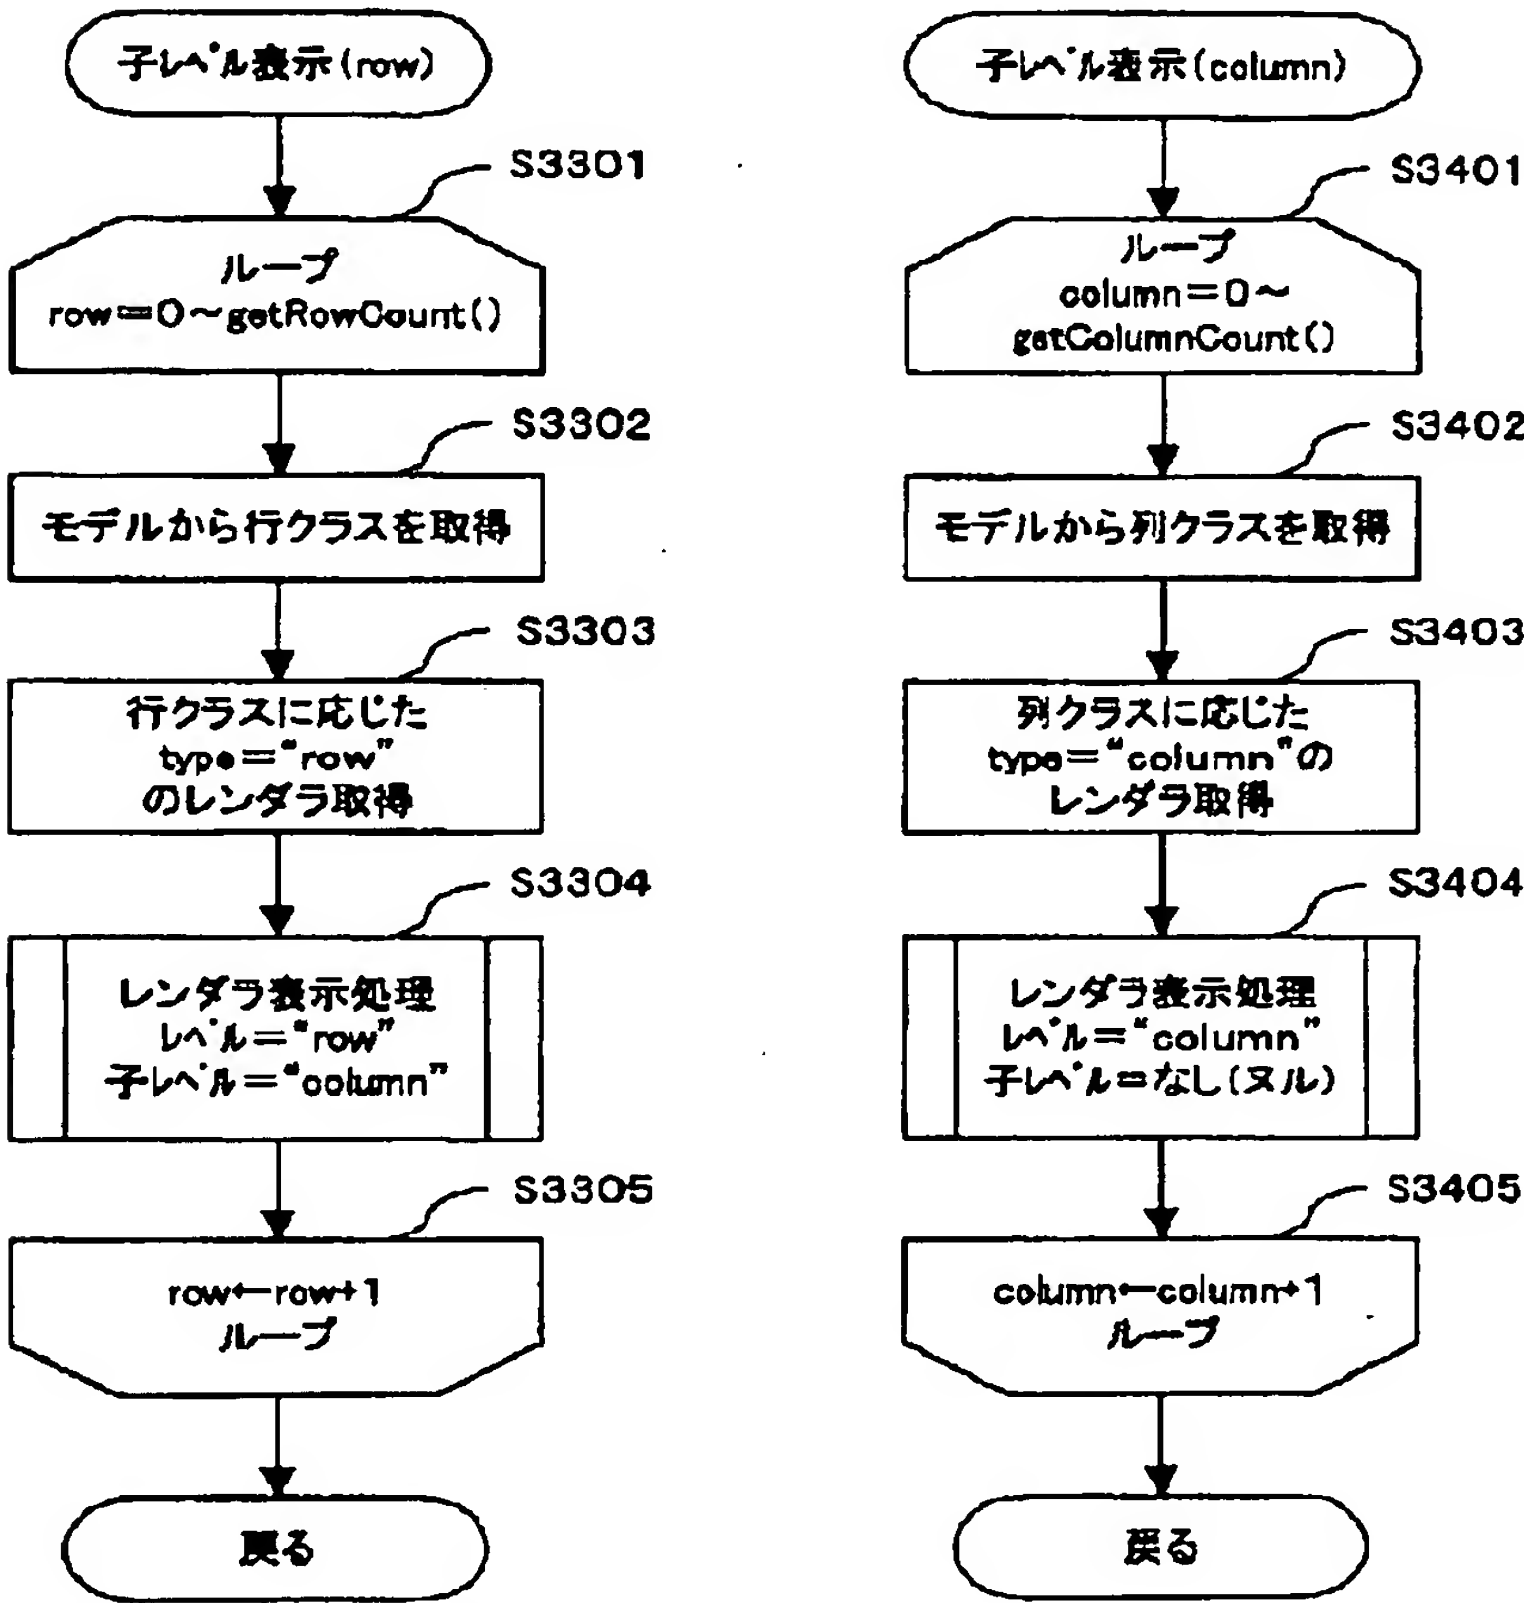 子レベル表示(row)
S3301
ループ
row=0~getRowCount()
S3302
モデルから行クラスを取得
S3303
行クラスに応じた
type="row"
のレンダラ取得
S3304
レンダラ表示処理
レベル="row"
子レベル="column"
S3305
row←row+1
ループ
戻る
子レベル表示(column)
S3401
ループ
column=0~
getColumnCount()
S3402
モデルから列クラスを取得
S3403
列クラスに応じた
type="column"の
レンダラ取得
S3404
レンダラ表示処理
レベル="column"
子レベル=なし(ヌル)
S3405
column←column+1
ループ
戻る